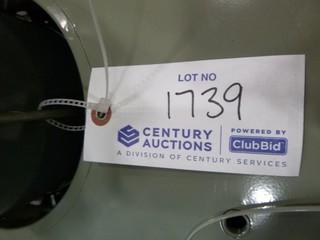 LOT NO
1739
CENTURY AUCTIONS POWERED BY ClubBid
A DIVISION OF CENTURY SERVICES